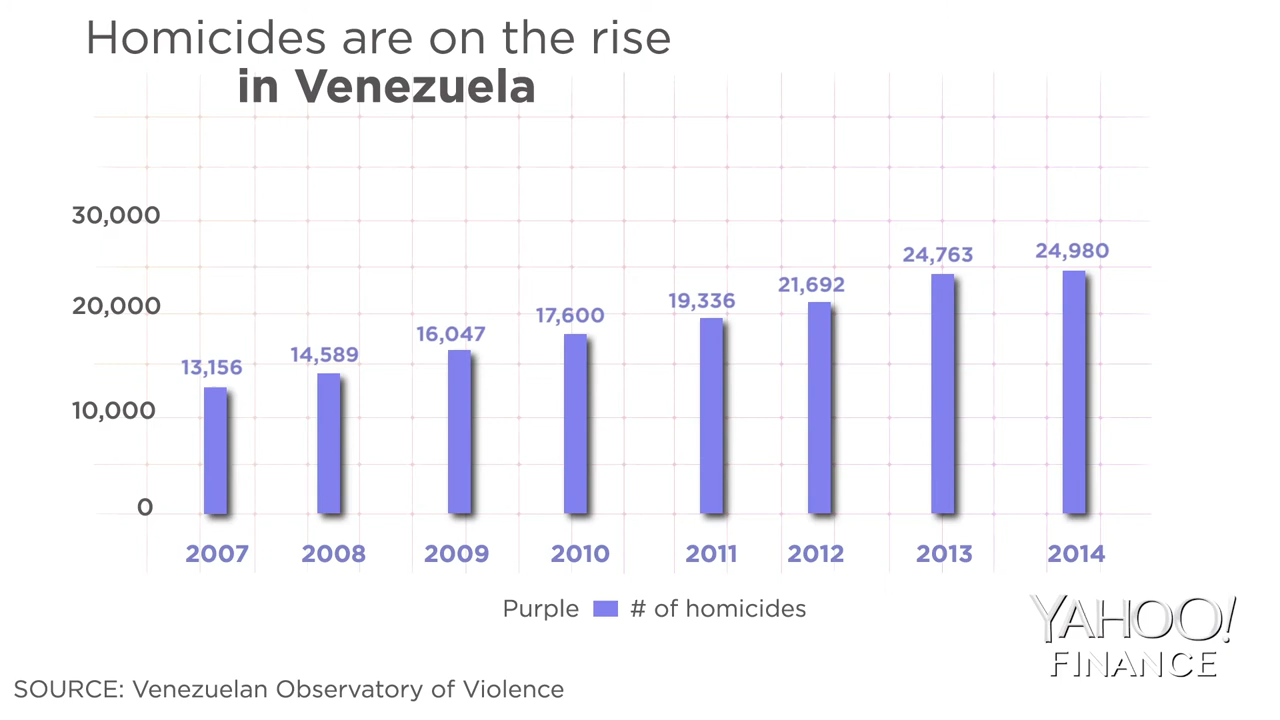 Homicides are on the rise
in Venezuela
30,000
20,000
10,000
0
13,156
14,589
16,047
17,600
19,336
21,692
24,763
24,980
2007 2008 2009 2010 2011 2012 2013 2014
Purple # of homicides
YAHOO!
FINANCE
SOURCE: Venezuelan Observatory of Violence